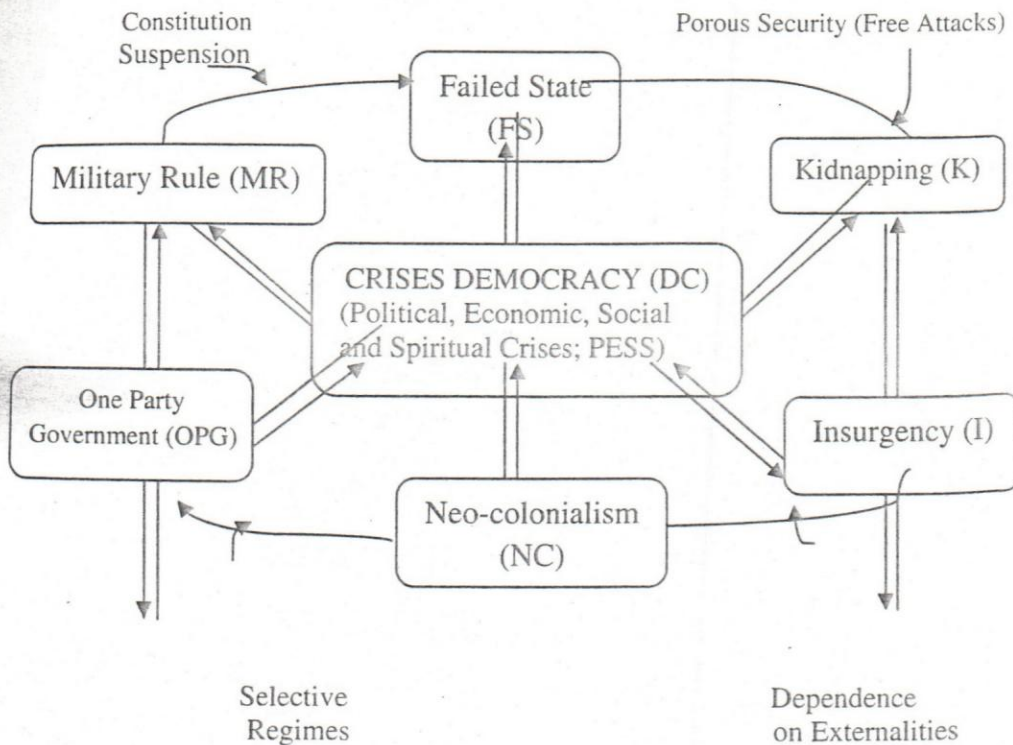 Constitution
Suspension
Porous Security (Free Attacks)
Failed State
(FS)
Military Rule (MR)
Kidnapping (K)
CRISES DEMOCRACY (DC)
(Political, Economic, Social
and Spiritual Crises; PESS)
One Party
Government (OPG)
Insurgency (I)
Neo-colonialism
(NC)
Selective
Regimes
Dependence
on Externalities